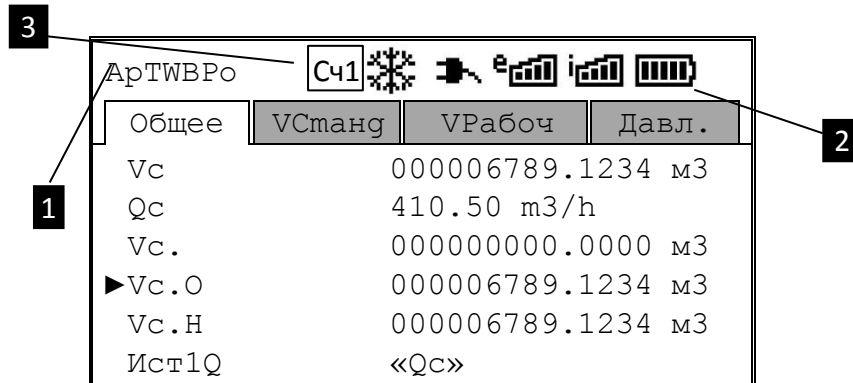 3
АрТWВРо Сч1 e i
Общее VСтанд VРабоч Давл.
2
Vc 000006789.1234 м3
1
Qc 410.50 m3/h
Vc. 000000000.0000 м3
►Vc.О 000006789.1234 м3
Vc.Н 000006789.1234 м3
Ист1Q «Qc»